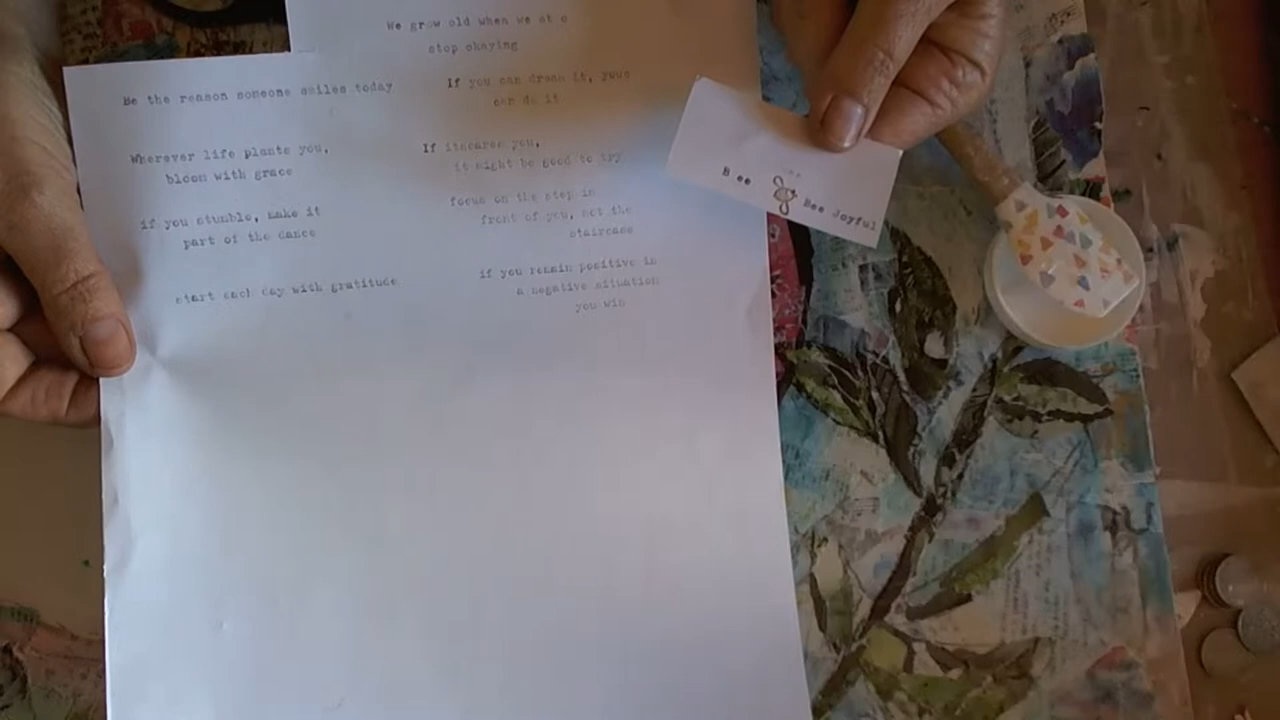 We grow old when we
stop okaying
Be the reason someone smiles today
Wherever life plants you,
bloom with grace
if you stumble, make it
part of the dance
start each day with gratitude
If you can dream it, your
can do it
If itscares you,
it might be good to try
focus on the step in
front of you, not the
staircase
if you remain positive in
a negative situation
you win
B ee
Bee Joyful